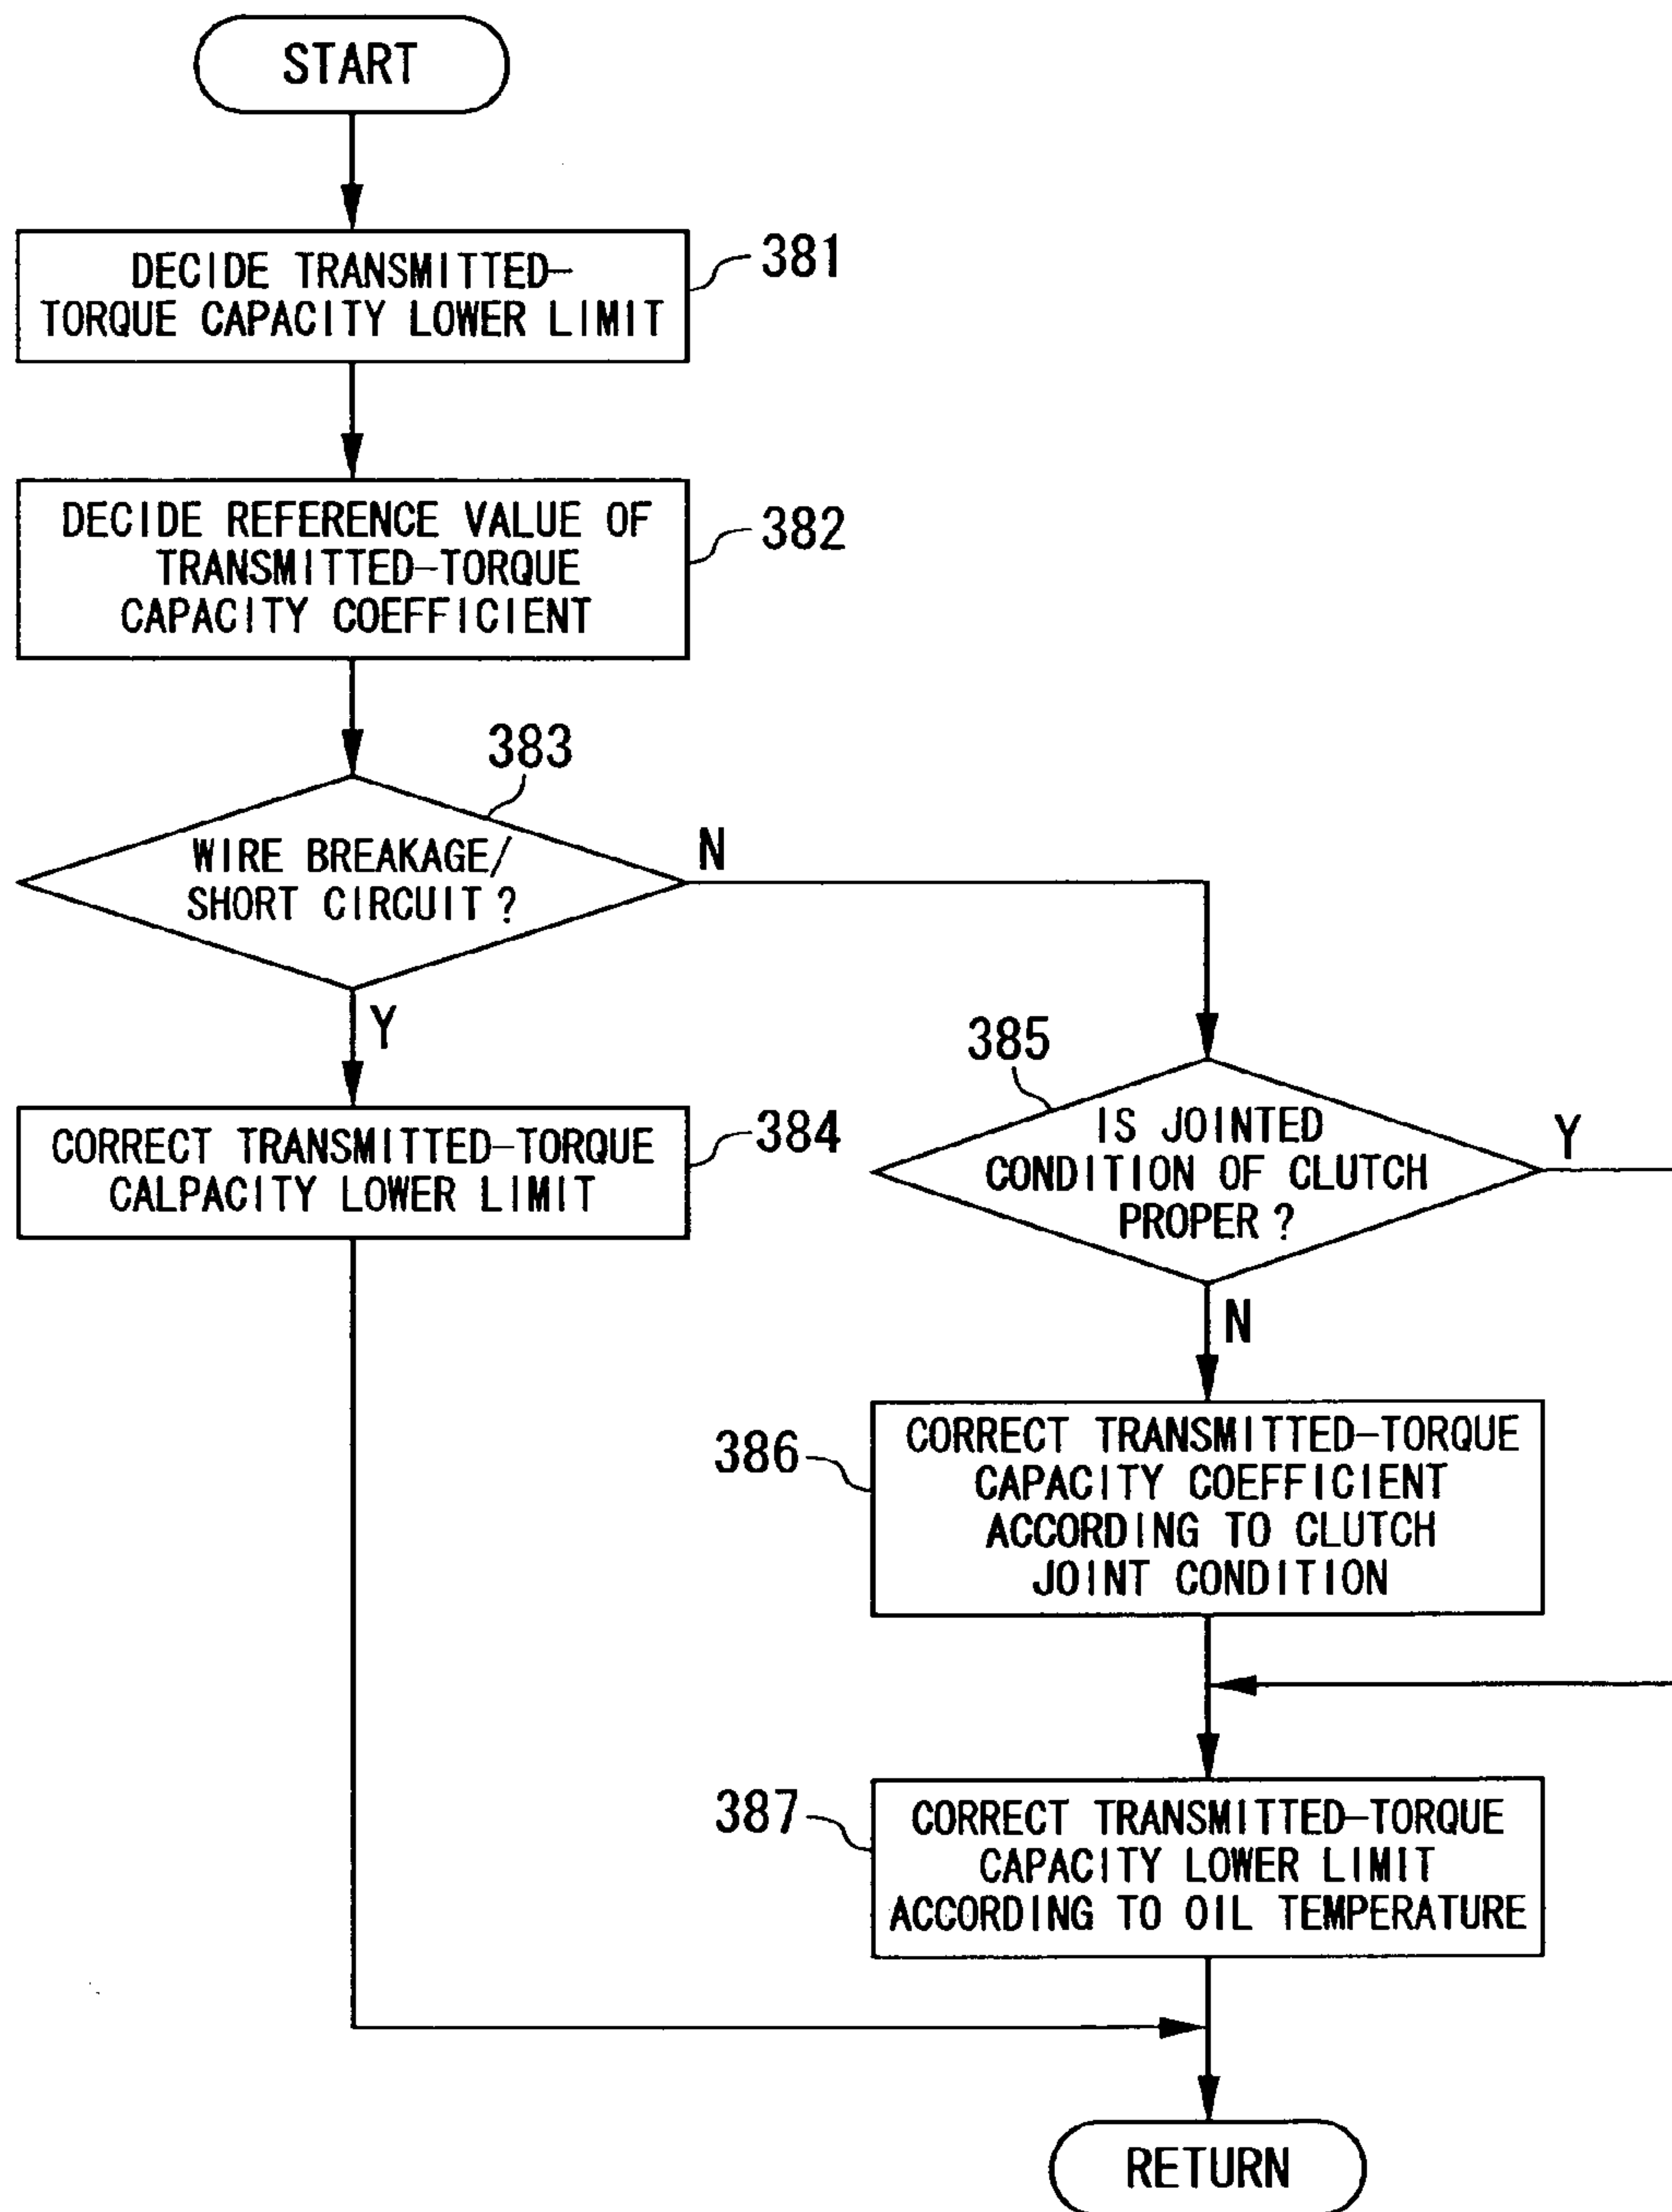 START
DECIDE TRANSMITTED-
TORQUE CAPACITY LOWER LIMIT
381
DECIDE REFERENCE VALUE OF
TRANSMITTED-TORQUE
CAPACITY COEFFICIENT
382
383
WIRE BREAKAGE/
SHORT CIRCUIT?
N
Y
CORRECT TRANSMITTED-TORQUE
CALPACITY LOWER LIMIT
384
385
IS JOINTED
CONDITION OF CLUTCH
PROPER?
Y
N
386
CORRECT TRANSMITTED-TORQUE
CAPACITY COEFFICIENT
ACCORDING TO CLUTCH
JOINT CONDITION
387
CORRECT TRANSMITTED-TORQUE
CAPACITY LOWER LIMIT
ACCORDING TO OIL TEMPERATURE
RETURN